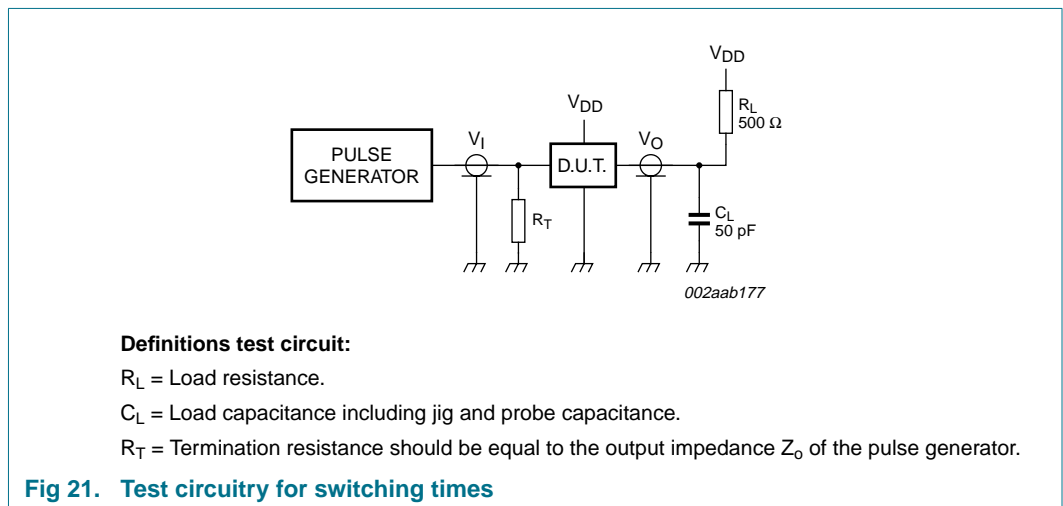 VDD
RL
500 Ω
VDD
VI
VO
PULSE
GENERATOR
D.U.T.
RT
CL
50 pF
002aab177
Definitions test circuit:
RL = Load resistance.
CL = Load capacitance including jig and probe capacitance.
RT = Termination resistance should be equal to the output impedance Zo of the pulse generator.
Fig 21. Test circuitry for switching times